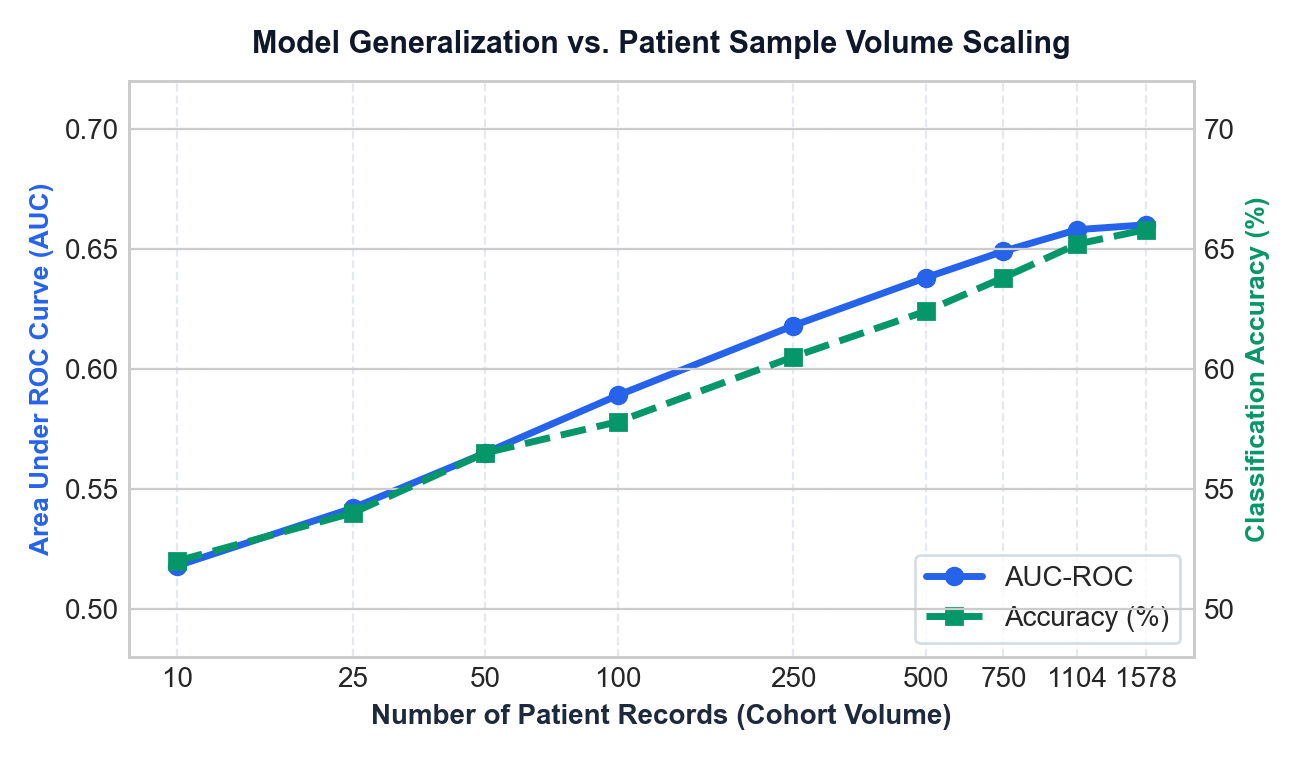 Model Generalization vs. Patient Sample Volume Scaling
Area Under ROC Curve (AUC)
0.70
0.65
0.60
0.55
0.50
70
65
60
55
50
Classification Accuracy (%)
AUC-ROC
Accuracy (%)
10 25 50 100 250 500 750 1104 1578
Number of Patient Records (Cohort Volume)